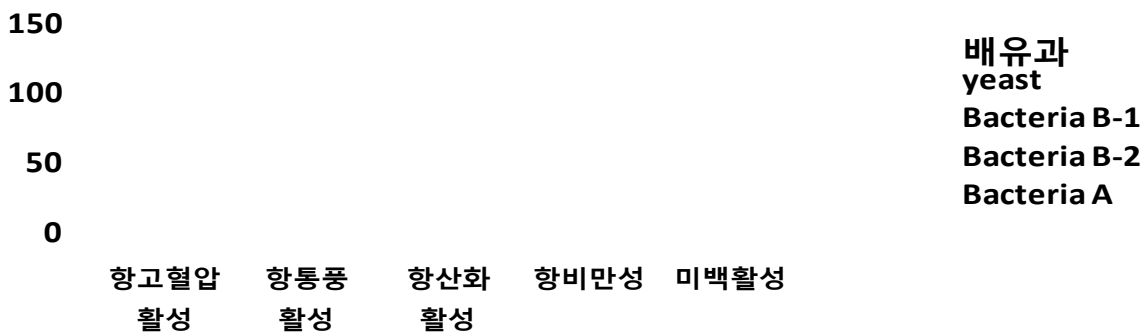 150
100
50
0
항고혈압
활성
항통풍
활성
항산화
활성
항비만성
미백활성
배유과
yeast
Bacteria B-1
Bacteria B-2
Bacteria A